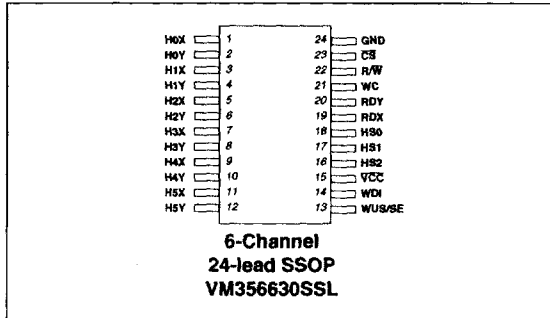 H0X 1 24 GND
H0Y 2 23 C̅S̅
H1X 3 22 R/W̅
H1Y 4 21 WC
H2X 5 20 RDY
H2Y 6 19 RDX
H3X 7 18 HS0
H3Y 8 17 HS1
H4X 9 16 HS2
H4Y 10 15 V̅C̅C̅
H5X 11 14 WDI
H5Y 12 13 WUS/SE
6-Channel
24-lead SSOP
VM356630SSL